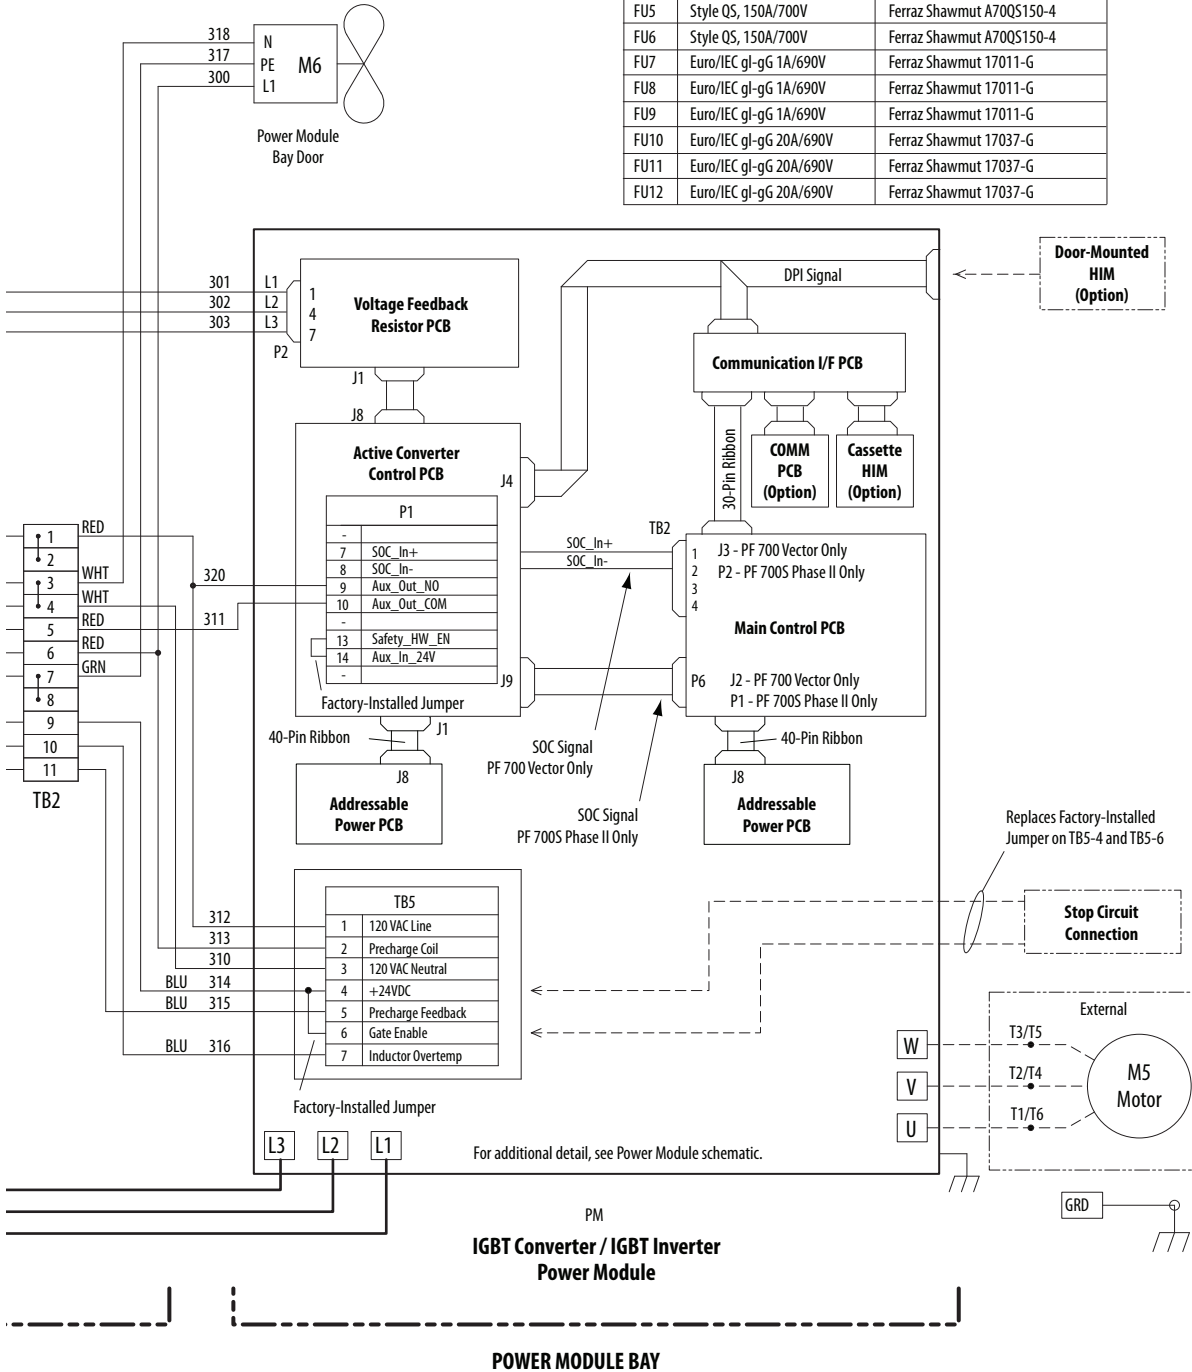 FU5 Style QS, 150A/700V Ferraz Shawmut A70QS150-4
FU6 Style QS, 150A/700V Ferraz Shawmut A70QS150-4
FU7 Euro/IEC gl-gG 1A/690V Ferraz Shawmut 17011-G
FU8 Euro/IEC gl-gG 1A/690V Ferraz Shawmut 17011-G
FU9 Euro/IEC gl-gG 1A/690V Ferraz Shawmut 17011-G
FU10 Euro/IEC gl-gG 20A/690V Ferraz Shawmut 17037-G
FU11 Euro/IEC gl-gG 20A/690V Ferraz Shawmut 17037-G
FU12 Euro/IEC gl-gG 20A/690V Ferraz Shawmut 17037-G
318 N
317 PE
300 L1
M6
Power Module
Bay Door
301 L1 1
302 L2 4
303 L3 7
P2
Voltage Feedback
Resistor PCB
J1
J8
DPI Signal
Door-Mounted
HIM
(Option)
Communication I/F PCB
30-Pin Ribbon
COMM
PCB
(Option)
Cassette
HIM
(Option)
Active Converter
Control PCB
J4
P1
-
7 SOC_In+
8 SOC_In-
9 Aux_Out_NO
10 Aux_Out_COM
-
13 Safety_HW_EN
14 Aux_In_24V
-
J9
Factory-Installed Jumper
SOC_In+
SOC_In-
TB2
1
2
3
4
J3 - PF 700 Vector Only
P2 - PF 700S Phase II Only
Main Control PCB
P6
J2 - PF 700 Vector Only
P1 - PF 700S Phase II Only
1 RED
2
3 WHT
4 WHT
5 RED
6 RED
7 GRN
8
9
10
11
TB2
320
311
40-Pin Ribbon
J1
J8
Addressable
Power PCB
SOC Signal
PF 700 Vector Only
SOC Signal
PF 700S Phase II Only
40-Pin Ribbon
J8
Addressable
Power PCB
Replaces Factory-Installed
Jumper on TB5-4 and TB5-6
Stop Circuit
Connection
TB5
312 1 120 VAC Line
313 2 Precharge Coil
310 3 120 VAC Neutral
BLU 314 4 +24VDC
BLU 315 5 Precharge Feedback
6 Gate Enable
BLU 316 7 Inductor Overtemp
Factory-Installed Jumper
External
W T3/T5
V T2/T4
U T1/T6
M5
Motor
L3 L2 L1
For additional detail, see Power Module schematic.
GRD
PM
IGBT Converter / IGBT Inverter
Power Module
POWER MODULE BAY